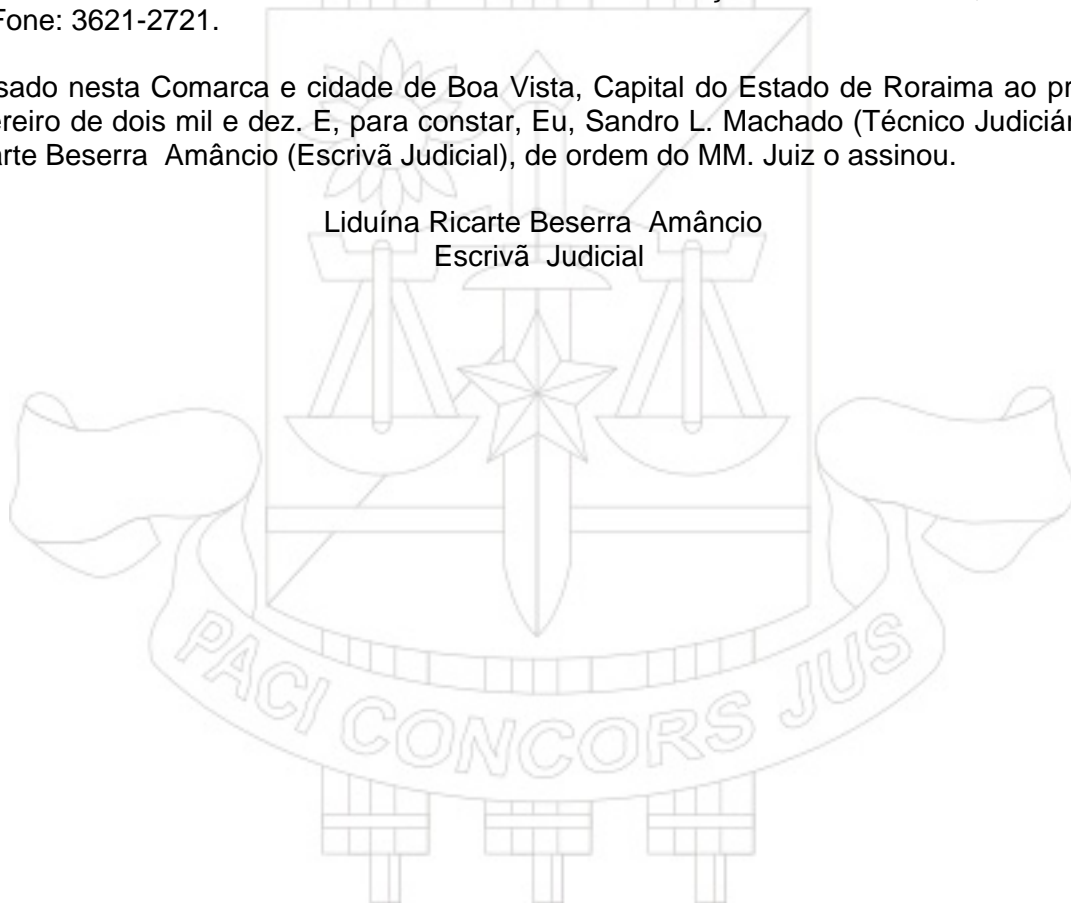 Fone: 3621-2721.
sado nesta Comarca e cidade de Boa Vista, Capital do Estado de Roraima ao pr
ereiro de dois mil e dez. E, para constar, Eu, Sandro L. Machado (Técnico Judiciár
arte Beserra Amâncio (Escrivã Judicial), de ordem do MM. Juiz o assinou.
Liduína Ricarte Beserra Amâncio
Escrivã Judicial
PACI CONCORS JUS